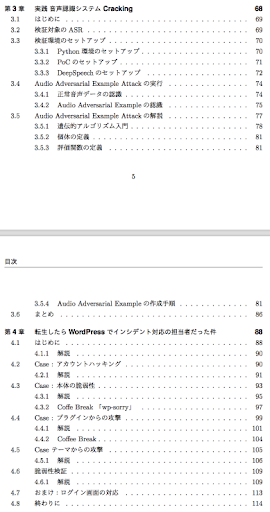 第 3 章 実践 音声認識システム Cracking 68
3.1 はじめに 69
3.2 検証対象の ASR 69
3.3 検証環境のセットアップ 70
3.3.1 Python 環境のセットアップ 70
3.3.2 PoC のセットアップ 71
3.3.3 DeepSpeech のセットアップ 72
3.4 Audio Adversarial Example Attack の実行 74
3.4.1 正常音声データの認識 74
3.4.2 Audio Adversarial Example の認識 75
3.5 Audio Adversarial Example Attack の解説 77
3.5.1 遺伝的アルゴリズム入門 78
3.5.2 個体の定義 81
3.5.3 評価関数の定義 81
5
目次
3.5.4 Audio Adversarial Example の作成手順 81
3.6 まとめ 86
第 4 章 転生したら WordPress でインシデント対応の担当者だった件 88
4.1 はじめに 88
4.1.1 解説 90
4.2 Case：アカウントハッキング 90
4.2.1 解説 91
4.3 Case：本体の脆弱性 93
4.3.1 解説 95
4.3.2 Coffe Break 「wp-sorry」 97
4.4 Case：プラグインからの攻撃 99
4.4.1 解説 101
4.4.2 Coffee Break 104
4.5 Case テーマからの攻撃 105
4.5.1 解説 106
4.6 脆弱性検証 109
4.6.1 解説 109
4.7 おまけ：ログイン画面の対応 113
4.8 終わりに 114